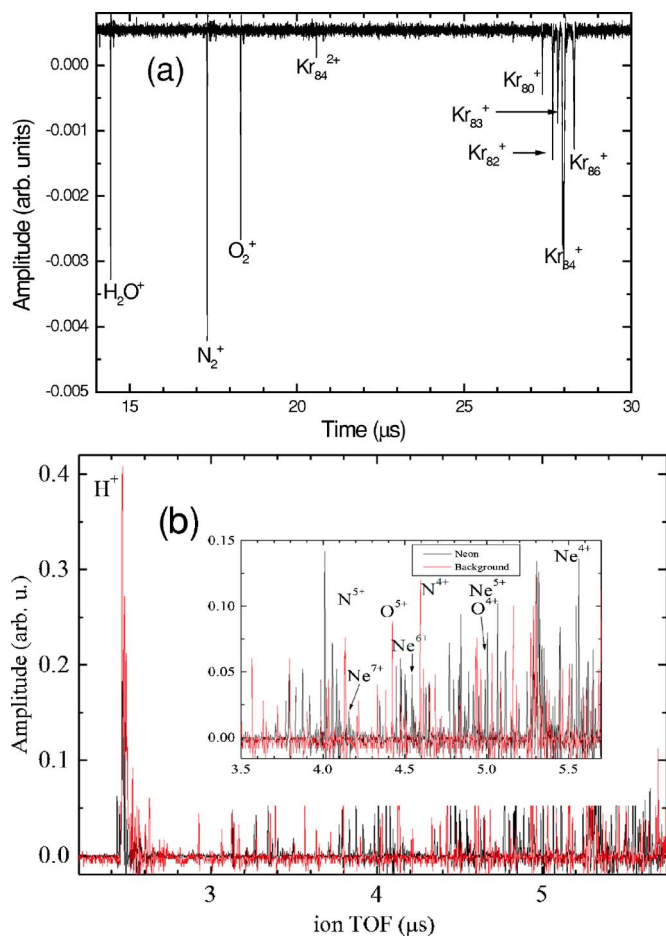 (a)
0.000
-0.001
-0.002
-0.003
-0.004
-0.005
Amplitude (arb. units)
H₂O⁺
N₂⁺
O₂⁺
Kr₈₄²⁺
Kr₈₀⁺
Kr₈₃⁺
Kr₈₂⁺
Kr₈₆⁺
Kr₈₄⁺
15 20 25 30
Time (μs)
(b)
H⁺
0.4
0.3
0.2
0.1
0.0
Amplitude (arb. u.)
0.15
0.10
0.05
0.00
Neon
Background
N⁵⁺
O⁵⁺
N⁴⁺
Ne⁵⁺
O⁴⁺
Ne⁴⁺
Ne⁶⁺
Ne⁷⁺
3.5 4.0 4.5 5.0 5.5
3 4 5
ion TOF (μs)